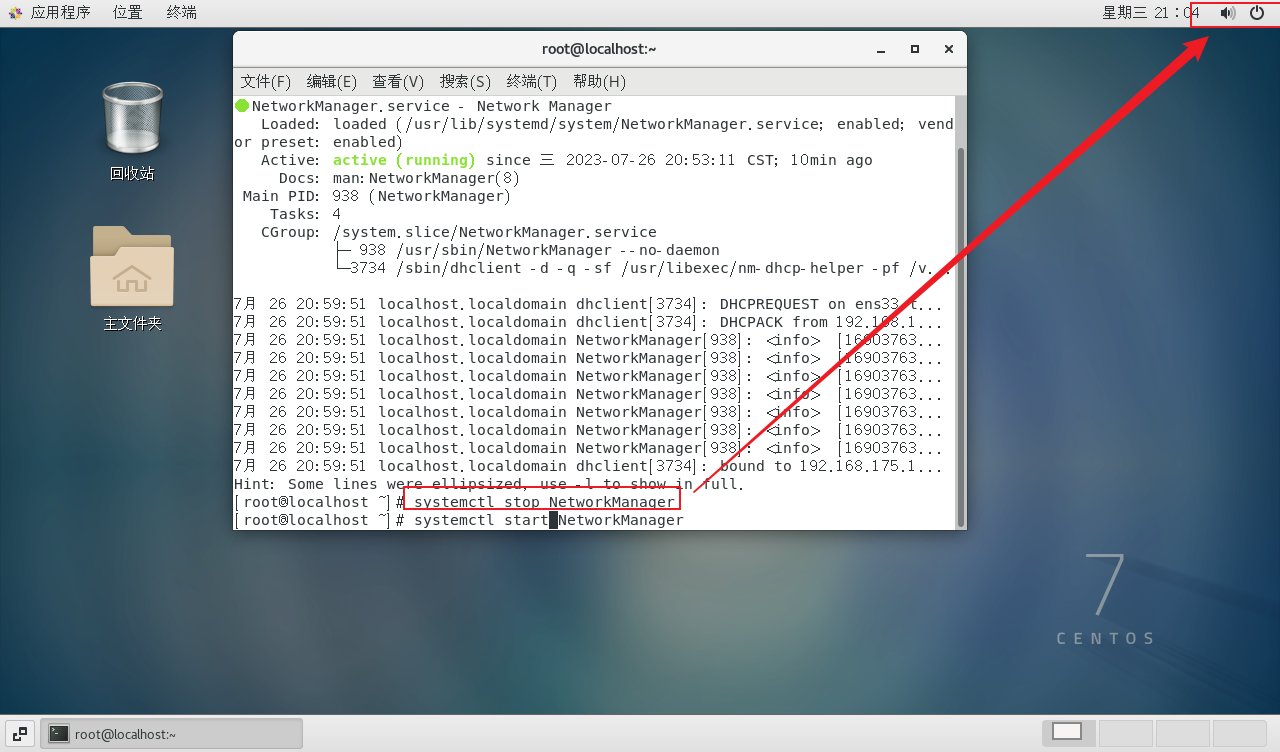 应用程序 位置 终端 星期三 21:04
root@localhost:~
文件(F) 编辑(E) 查看(V) 搜索(S) 终端(T) 帮助(H)
NetworkManager.service - Network Manager
Loaded: loaded (/usr/lib/systemd/system/NetworkManager.service; enabled; vend
or preset: enabled)
Active: active (running) since 三 2023-07-26 20:53:11 CST; 10min ago
Docs: man:NetworkManager(8)
Main PID: 938 (NetworkManager)
Tasks: 4
CGroup: /system.slice/NetworkManager.service
├─ 938 /usr/sbin/NetworkManager --no-daemon
└─3734 /sbin/dhclient -d -q -sf /usr/libexec/nm-dhcp-helper -pf /v...
7月 26 20:59:51 localhost.localdomain dhclient[3734]: DHCPREQUEST on ens33 t...
7月 26 20:59:51 localhost.localdomain dhclient[3734]: DHCPACK from 192.168.1...
7月 26 20:59:51 localhost.localdomain NetworkManager[938]: <info> [16903763...
7月 26 20:59:51 localhost.localdomain NetworkManager[938]: <info> [16903763...
7月 26 20:59:51 localhost.localdomain NetworkManager[938]: <info> [16903763...
7月 26 20:59:51 localhost.localdomain NetworkManager[938]: <info> [16903763...
7月 26 20:59:51 localhost.localdomain NetworkManager[938]: <info> [16903763...
7月 26 20:59:51 localhost.localdomain NetworkManager[938]: <info> [16903763...
7月 26 20:59:51 localhost.localdomain NetworkManager[938]: <info> [16903763...
7月 26 20:59:51 localhost.localdomain dhclient[3734]: bound to 192.168.175.1...
Hint: Some lines were ellipsized, use -l to show in full.
[root@localhost ~]# systemctl stop NetworkManager
[root@localhost ~]# systemctl start NetworkManager
回收站
主文件夹
7
CENTOS
root@localhost:~